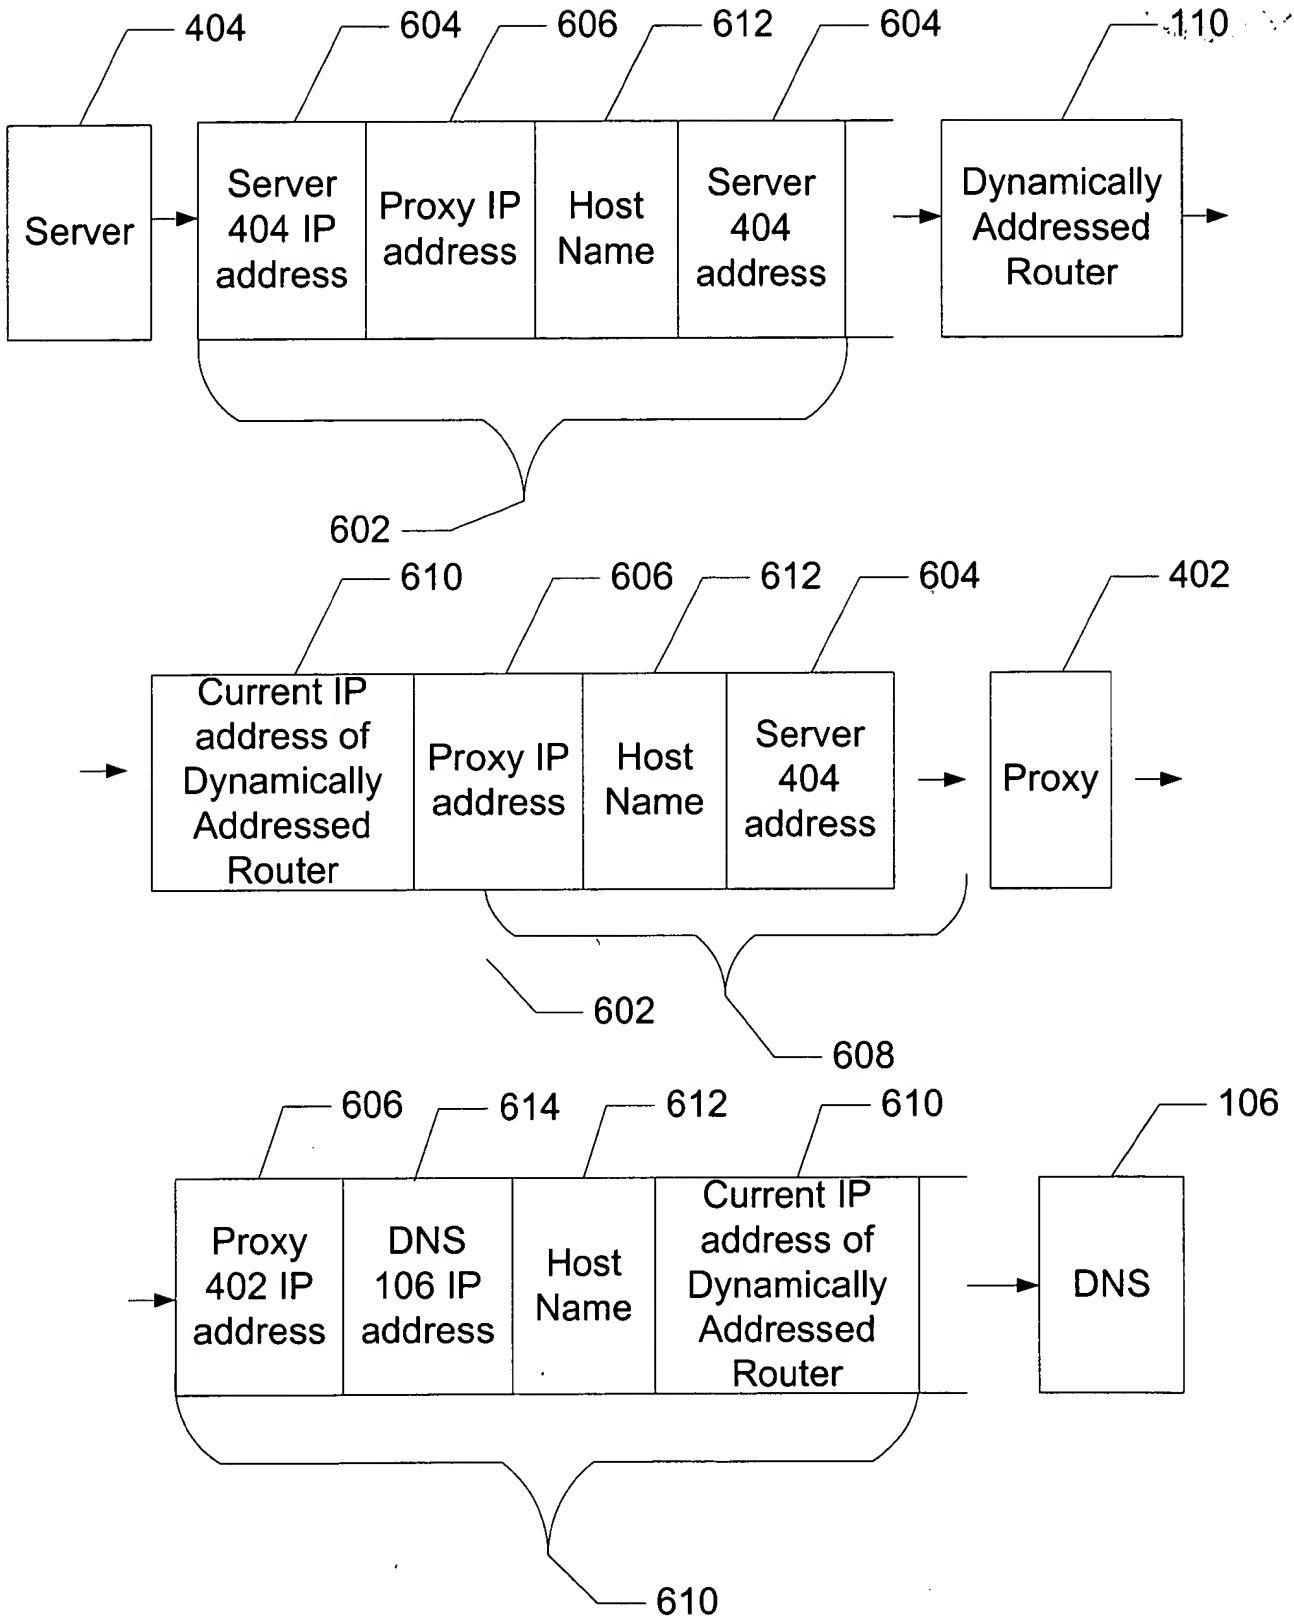 404
604
606
612
604
110
Server
Server
404 IP
address
Proxy IP
address
Host
Name
Server
404
address
Dynamically
Addressed
Router
602
610
606
612
604
402
Current IP
address of
Dynamically
Addressed
Router
Proxy IP
address
Host
Name
Server
404
address
Proxy
602
608
606
614
612
610
106
Proxy
402 IP
address
DNS
106 IP
address
Host
Name
Current IP
address of
Dynamically
Addressed
Router
DNS
610